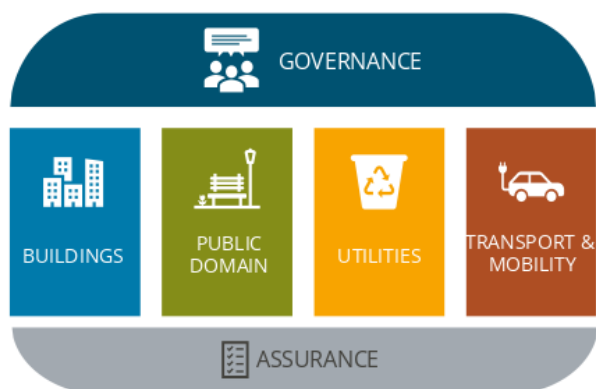 GOVERNANCE
BUILDINGS
PUBLIC
DOMAIN
UTILITIES
TRANSPORT &
MOBILITY
ASSURANCE